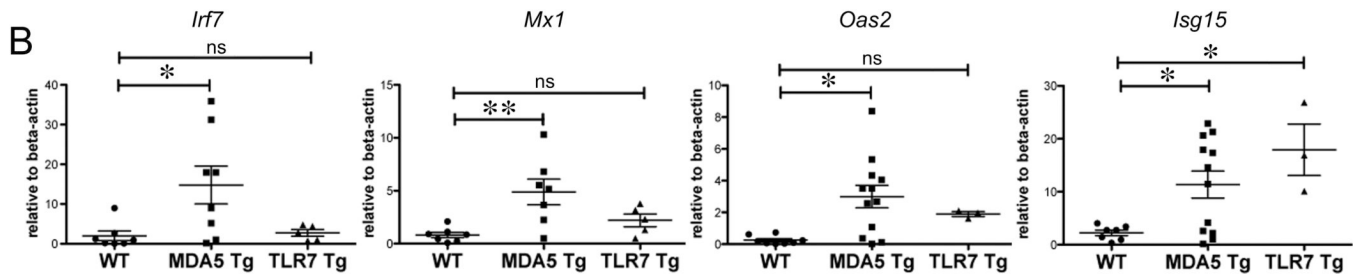 B
Irf7
ns
*
relative to beta-actin
40
30
20
10
0
WT MDA5 Tg TLR7 Tg
Mx1
ns
**
relative to beta-actin
15
10
5
0
WT MDA5 Tg TLR7 Tg
Oas2
ns
*
relative to beta-actin
10
8
6
4
2
0
WT MDA5 Tg TLR7 Tg
Isg15
*
*
relative to beta-actin
30
20
10
0
WT MDA5 Tg TLR7 Tg